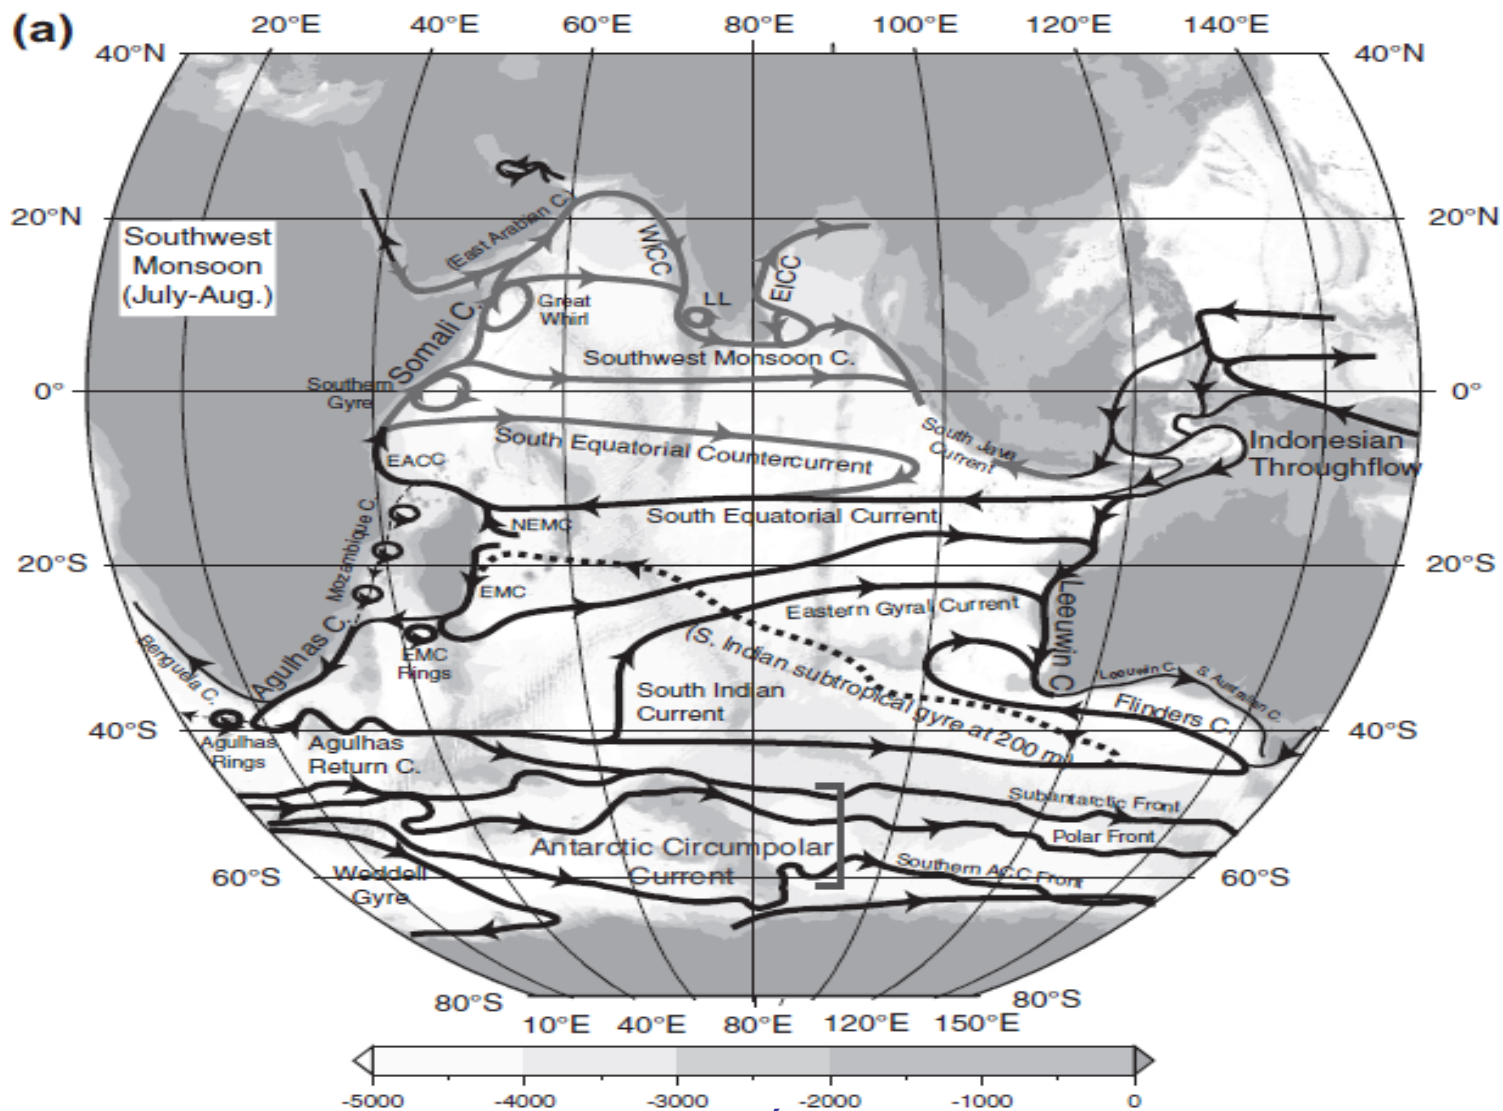 (a)
20°E 40°E 60°E 80°E 100°E 120°E 140°E
40°N 40°N
20°N 20°N
Southwest
Monsoon
(July-Aug.)
(East Arabian C.)
WICC
EICC
LL
Great
Whirl
Somali C.
Southwest Monsoon C.
Southern
Gyre
0° 0°
South Equatorial Countercurrent
South Java
Current
Indonesian
Throughflow
EACC
South Equatorial Current
NEMC
Mozambique C.
20°S 20°S
EMC
Eastern Gyral Current
Leeuwin C.
Agulhas C.
EMC
Rings
(S. Indian subtropical gyre at 200 m)
Benguela C.
South Indian
Current
Leeuwin C.
S. Australian C.
Flinders C.
40°S 40°S
Agulhas
Rings
Agulhas
Return C.
Subantarctic Front
Polar Front
Antarctic Circumpolar
Current
Southern ACC Front
Weddell
Gyre
60°S 60°S
80°S 80°S
10°E 40°E 80°E 120°E 150°E
-5000 -4000 -3000 -2000 -1000 0